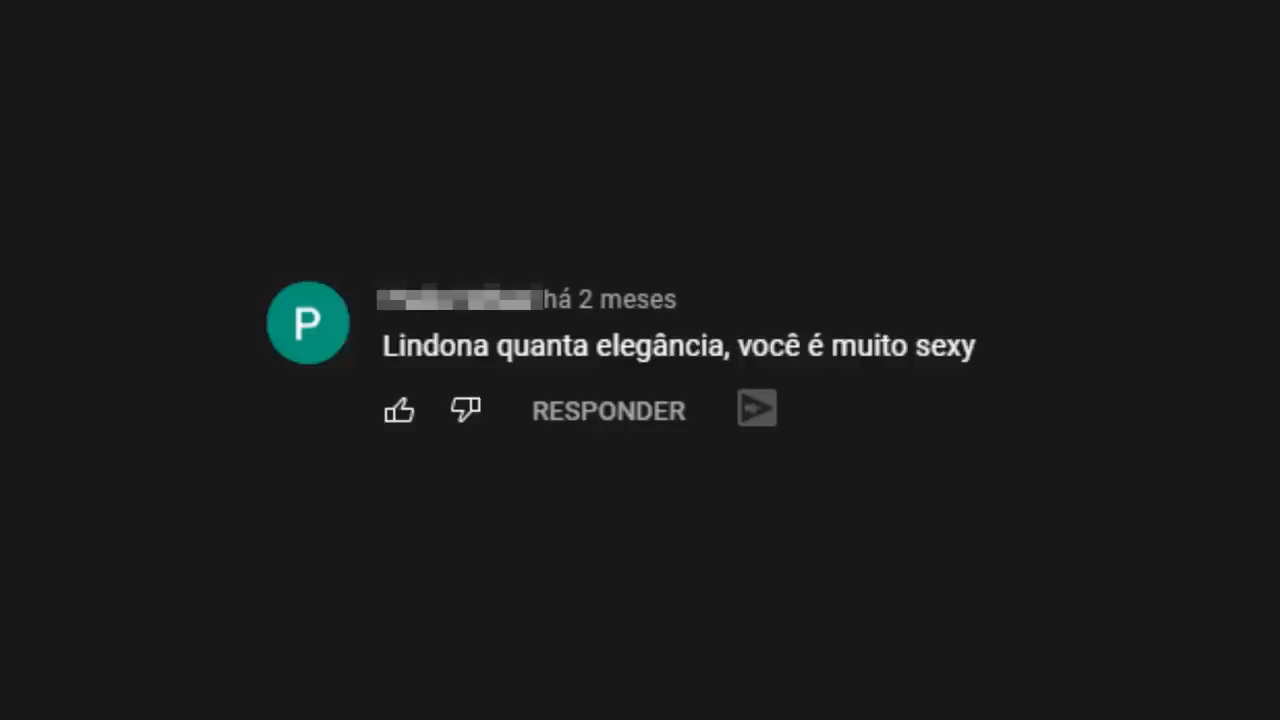 P
há 2 meses
Lindona quanta elegância, você é muito sexy
RESPONDER